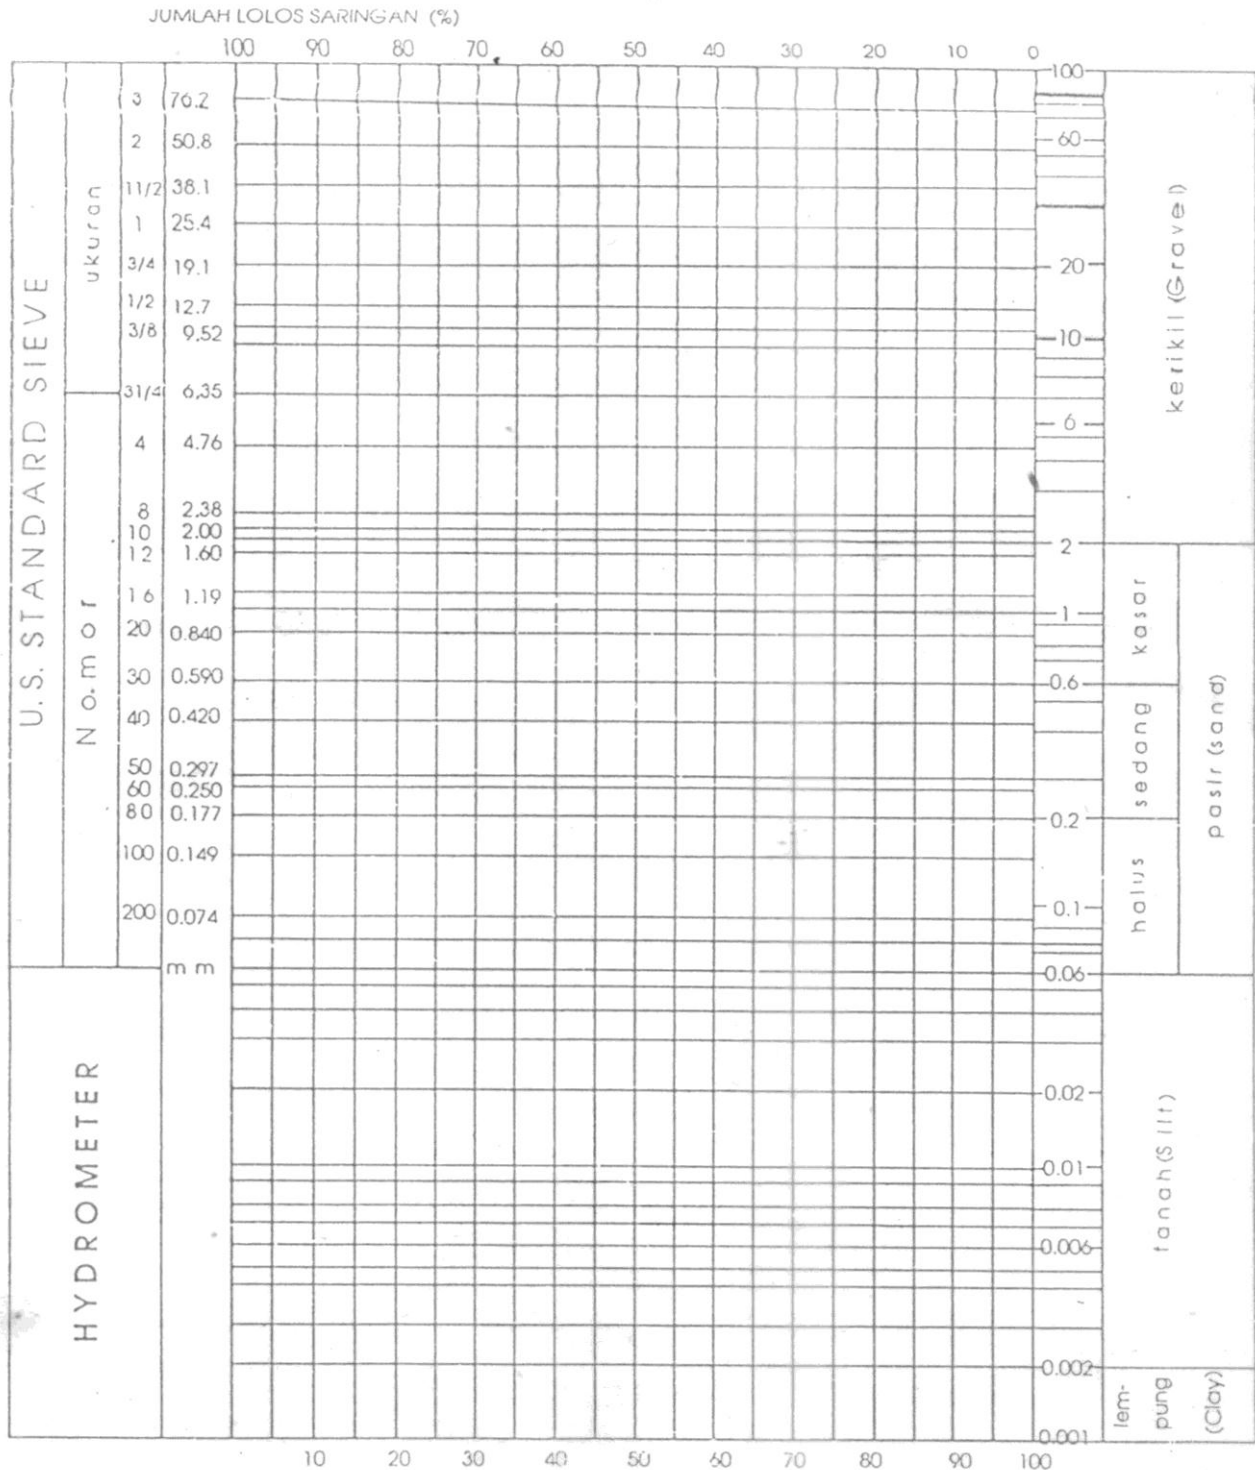 JUMLAH LOLOS SARINGAN (%)
100 90 80 70 60 50 40 30 20 10 0
U.S. STANDARD SIEVE
ukuran
3 76.2
2 50.8
11/2 38.1
1 25.4
3/4 19.1
1/2 12.7
3/8 9.52
31/4 6,35
Nomor
4 4.76
8 2.38
10 2.00
12 1.60
16 1.19
20 0.840
30 0.590
40 0.420
50 0.297
60 0.250
80 0.177
100 0.149
200 0.074
mm
HYDROMETER
100
60
20
10
6
2
1
0.6
0.2
0.1
0.06
0.02
0.01
0.006
0.002
0.001
kerikil (Gravel)
kasar
sedang
halus
pasir (sand)
tanah (Silt)
lem-
pung
(Clay)
10 20 30 40 50 60 70 80 90 100